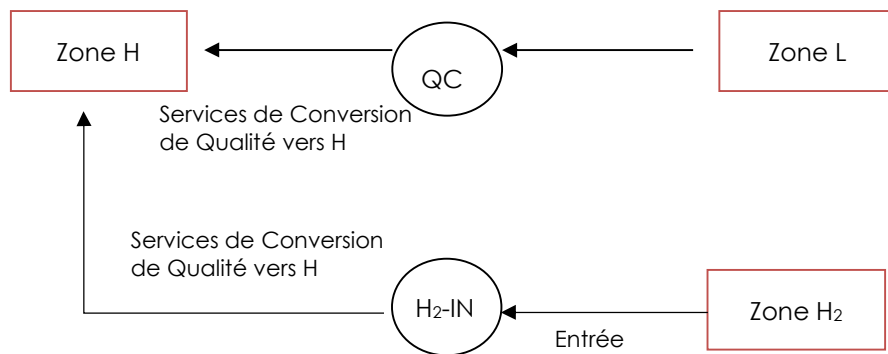 Zone H
QC
Zone L
Services de Conversion
de Qualité vers H
Services de Conversion
de Qualité vers H
H₂-IN
Entrée
Zone H₂